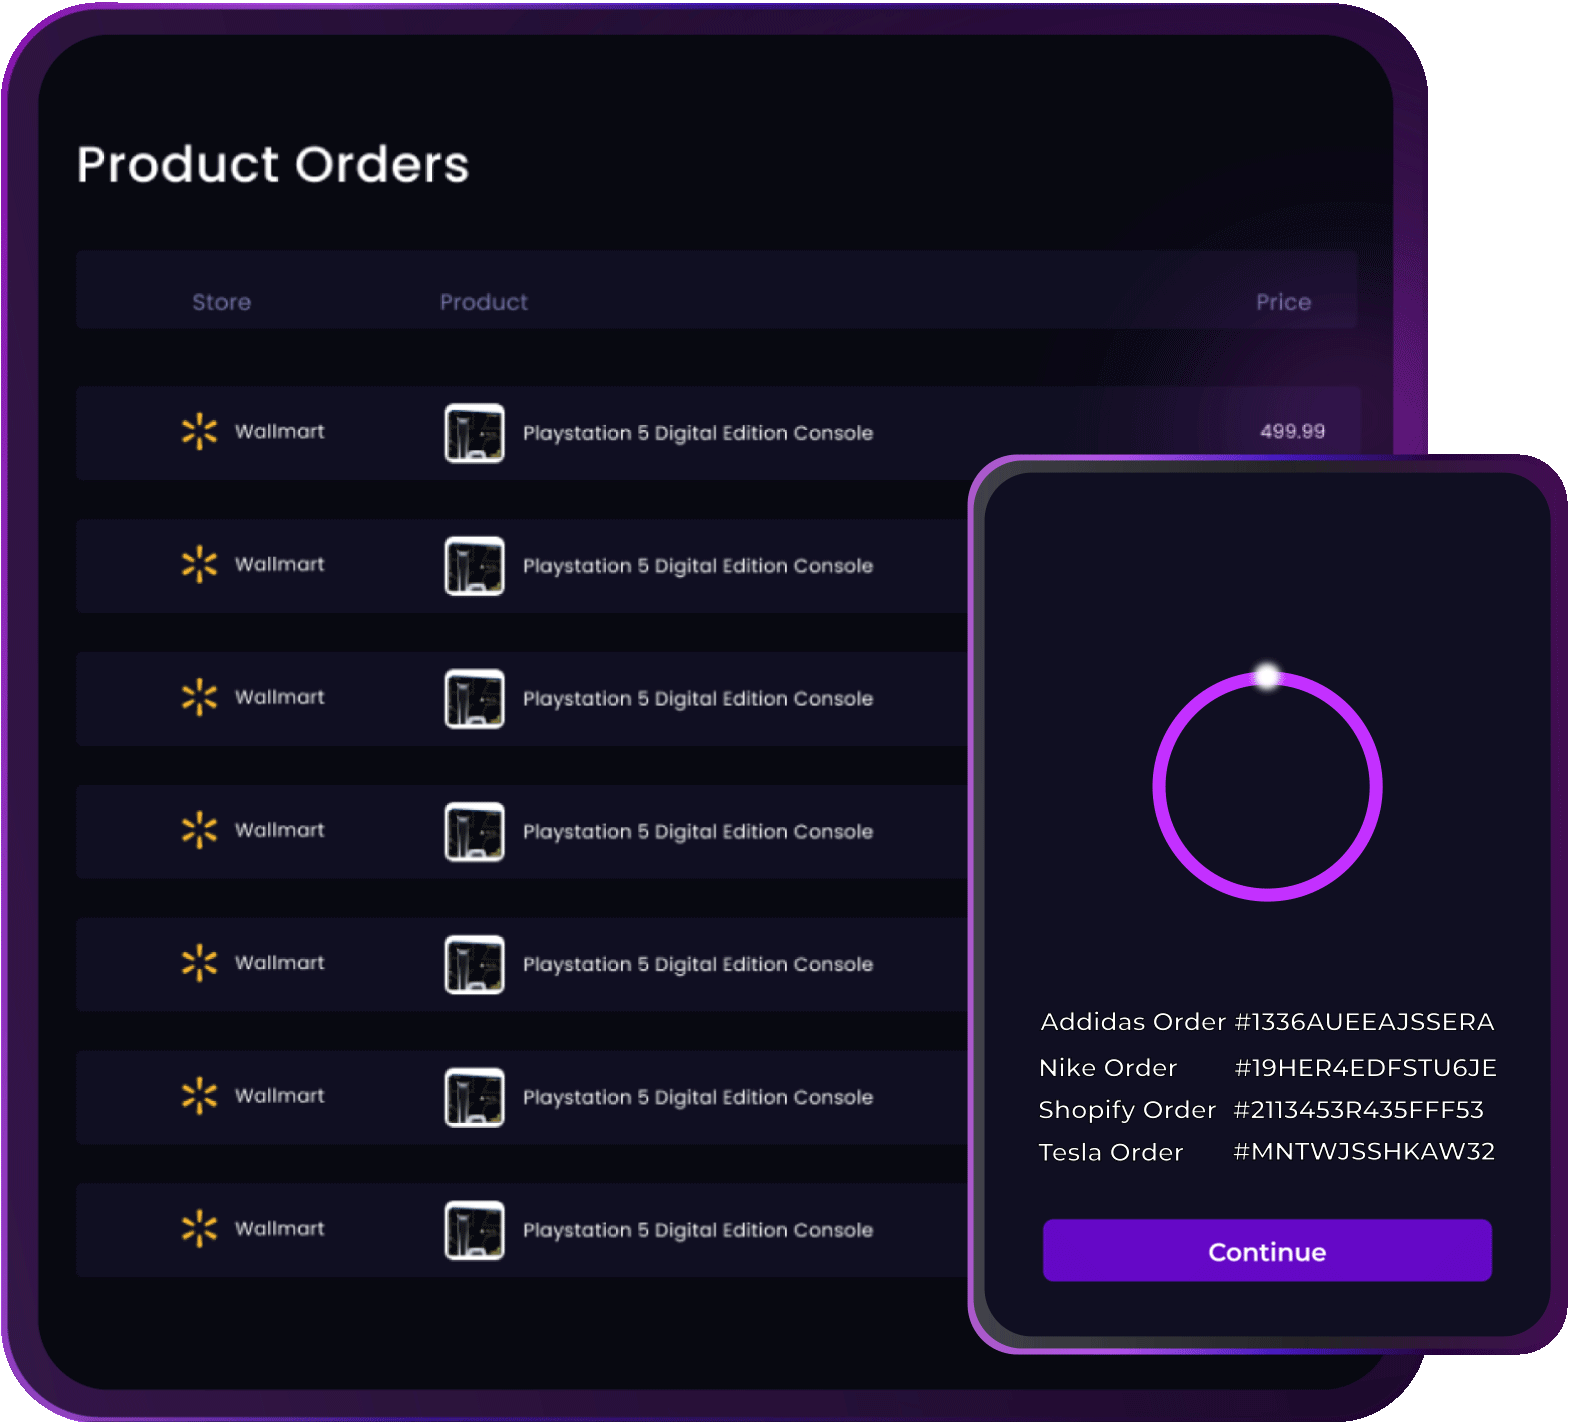 Product Orders
Store Product Price
Wallmart Playstation 5 Digital Edition Console 499.99
Wallmart Playstation 5 Digital Edition Console
Wallmart Playstation 5 Digital Edition Console
Wallmart Playstation 5 Digital Edition Console
Wallmart Playstation 5 Digital Edition Console
Wallmart Playstation 5 Digital Edition Console
Wallmart Playstation 5 Digital Edition Console
Addidas Order #1336AUEEAJSSERA
Nike Order #19HER4EDFSTU6JE
Shopify Order #2113453R435FFF53
Tesla Order #MNTWJSSHKAW32
Continue